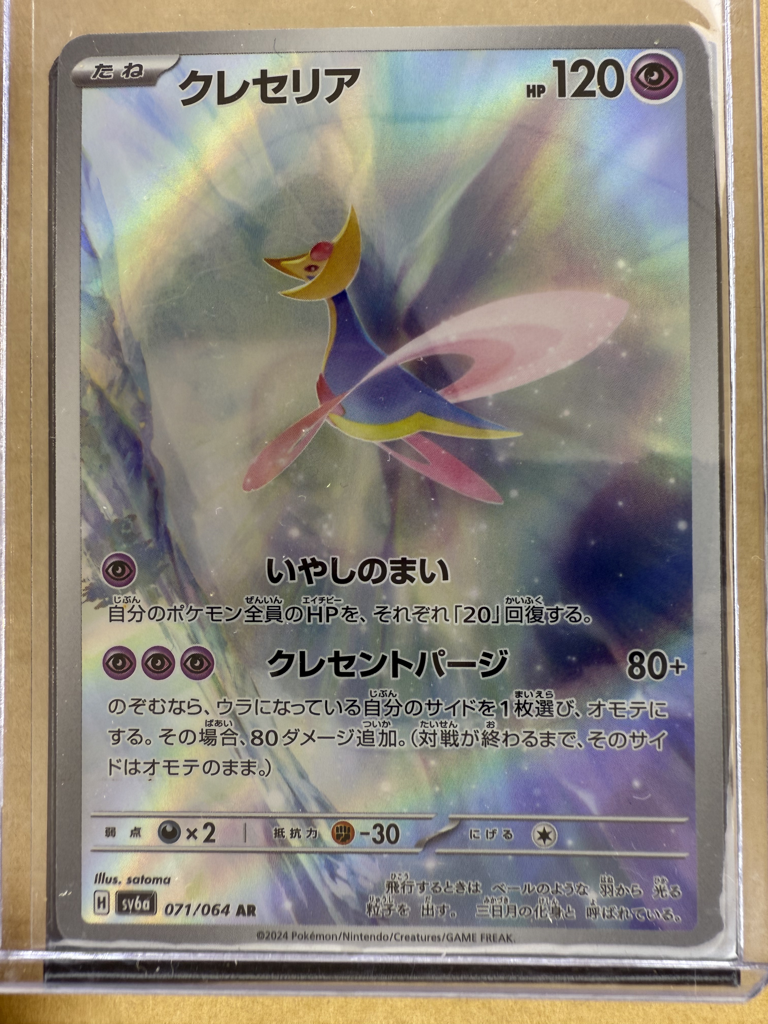 たね
クレセリア
HP 120
いやしのまい
自分のポケモン全員のHPを、それぞれ「20」回復する。
クレセントパージ 80+
のぞむなら、ウラになっている自分のサイドを1枚選び、オモテに
する。その場合、80ダメージ追加。(対戦が終わるまで、そのサイ
ドはオモテのまま。)
弱点 ×2 抵抗力 -30 にげる
Illus. satoma
飛行するときは ベールのような 羽から 光る
H sv6a 071/064 AR
粒子を 出す。 三日月の化身と 呼ばれている。
©2024 Pokémon/Nintendo/Creatures/GAME FREAK.